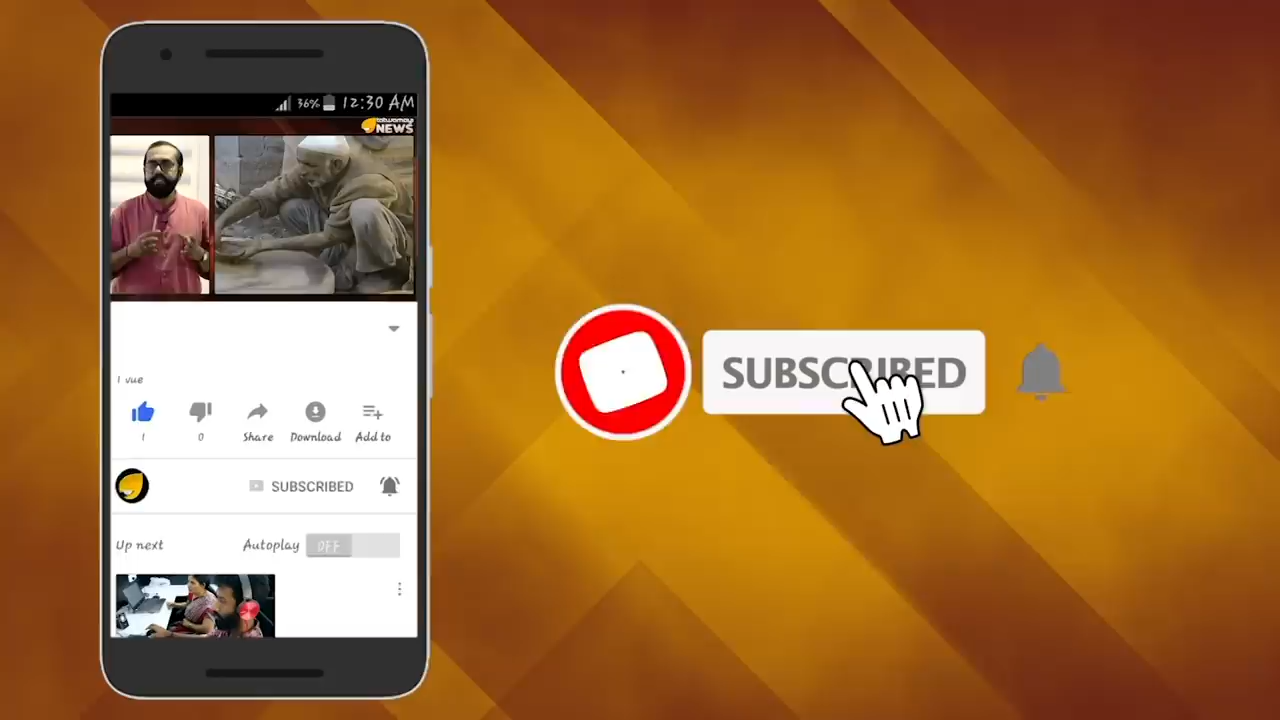 36% 12:30 AM
tatwamayi
NEWS
1 vue
1
0
Share
Download
Add to
SUBSCRIBED
Up next
Autoplay
OFF
SUBSCRIBED